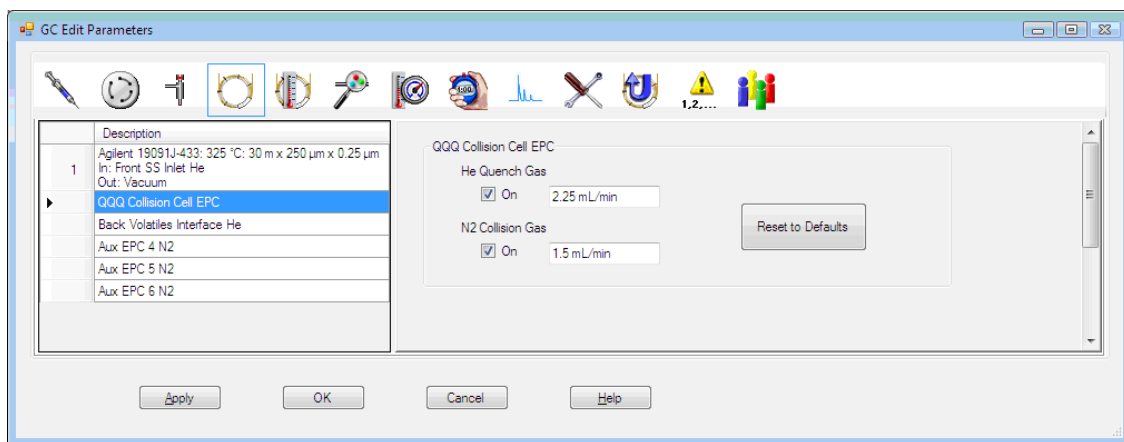 GC Edit Parameters
1,2,...
Description
1
Agilent 19091J-433: 325 °C: 30 m x 250 µm x 0.25 µm
In: Front SS Inlet He
Out: Vacuum
QQQ Collision Cell EPC
Back Volatiles Interface He
Aux EPC 4 N2
Aux EPC 5 N2
Aux EPC 6 N2
QQQ Collision Cell EPC
He Quench Gas
On 2.25 mL/min
N2 Collision Gas
On 1.5 mL/min
Reset to Defaults
Apply OK Cancel Help